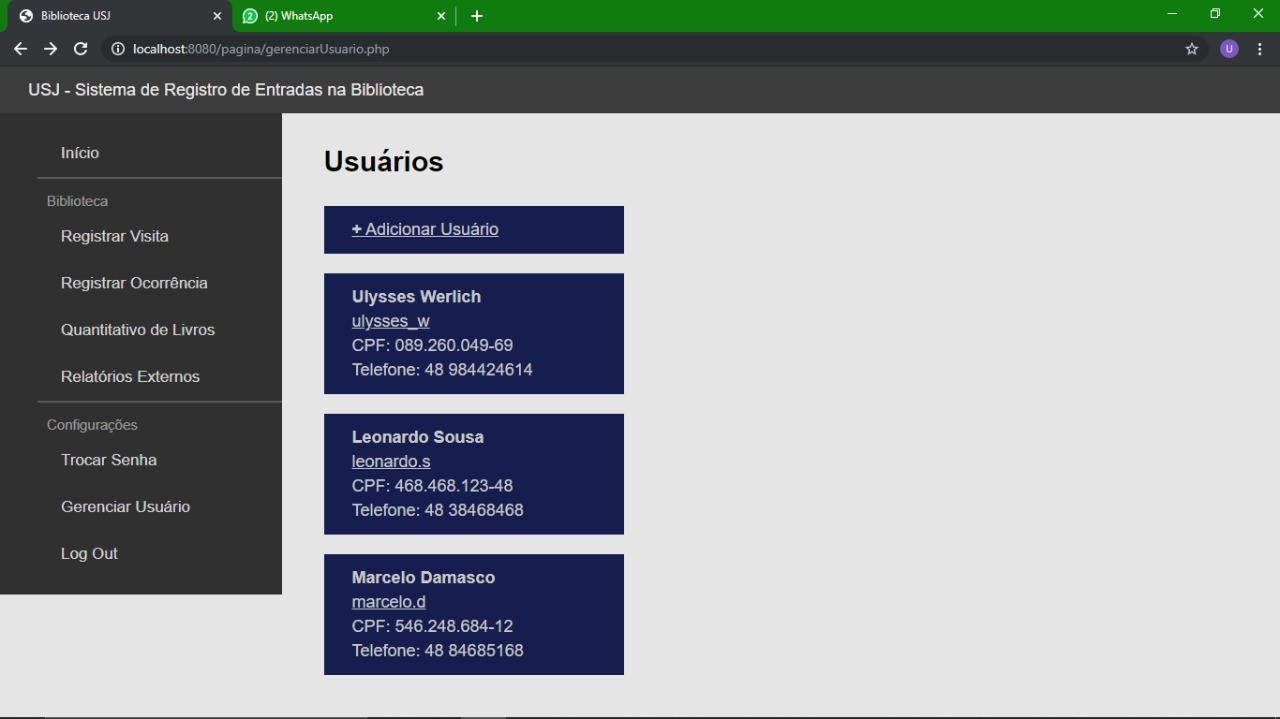 Biblioteca USJ
(2) WhatsApp
localhost:8080/pagina/gerenciarUsuario.php
U
USJ - Sistema de Registro de Entradas na Biblioteca
Início
Biblioteca
Registrar Visita
Registrar Ocorrência
Quantitativo de Livros
Relatórios Externos
Configurações
Trocar Senha
Gerenciar Usuário
Log Out
Usuários
+ Adicionar Usuário
Ulysses Werlich
ulysses_w
CPF: 089.260.049-69
Telefone: 48 984424614
Leonardo Sousa
leonardo.s
CPF: 468.468.123-48
Telefone: 48 38468468
Marcelo Damasco
marcelo.d
CPF: 546.248.684-12
Telefone: 48 84685168